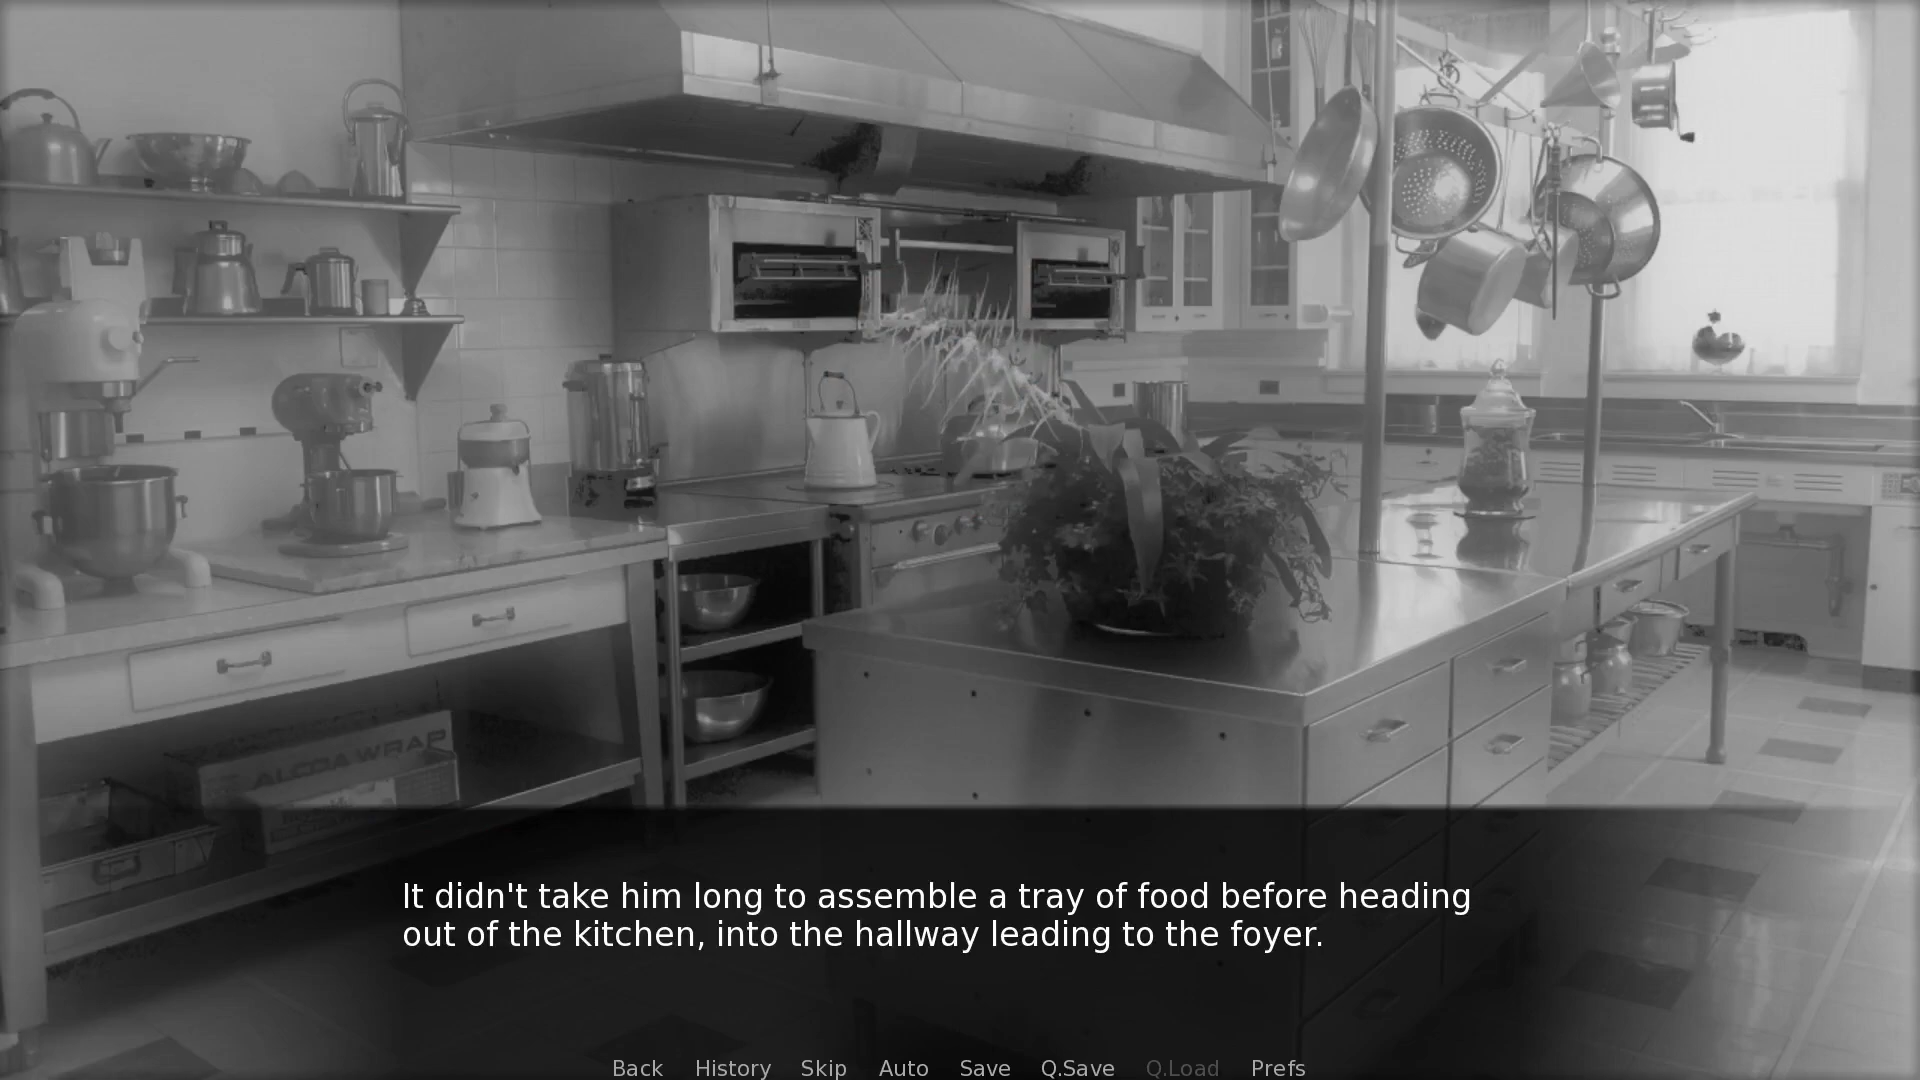 ALCOA WRAP
It didn't take him long to assemble a tray of food before heading
out of the kitchen, into the hallway leading to the foyer.
Back History Skip Auto Save Q.Save Q.Load Prefs